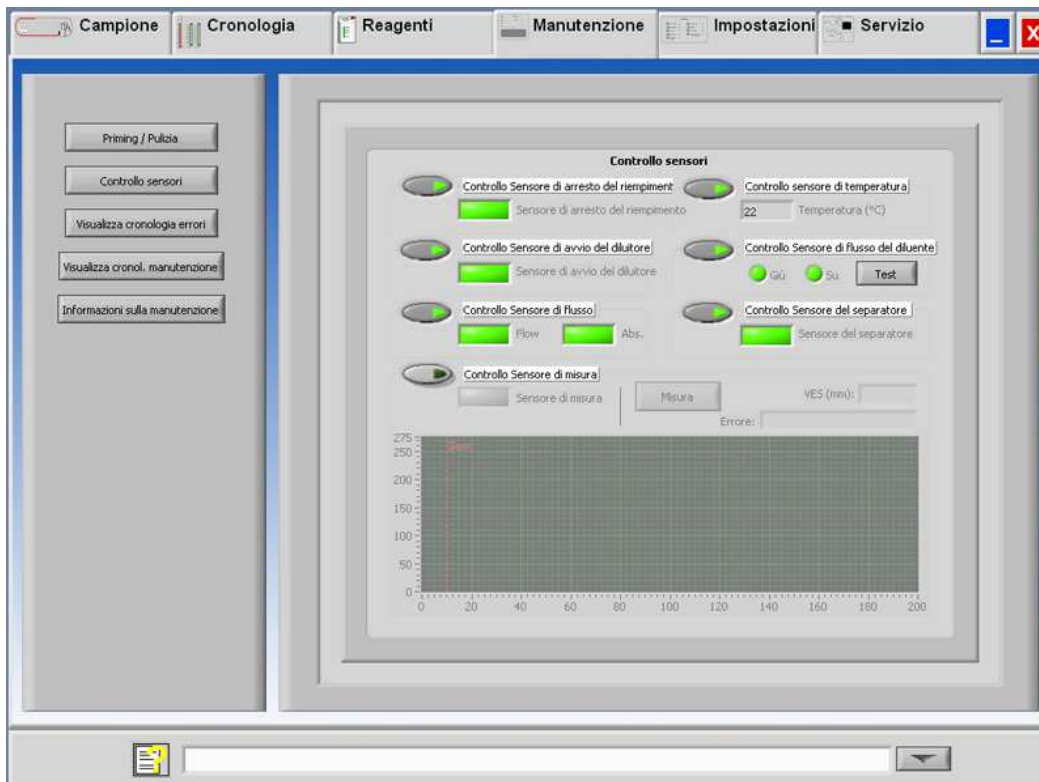 Campione
Cronologia
Reagenti
Manutenzione
Impostazioni
Servizio
Priming / Pulizia
Controllo sensori
Visualizza cronologia errori
Visualizza cronol. manutenzione
Informazioni sulla manutenzione
Controllo sensori
Controllo Sensore di arresto del riempiment
Sensore di arresto del riempimento
Controllo sensore di temperatura
22 Temperatura (°C)
Controllo Sensore di avvio del diluitore
Sensore di avvio del diluitore
Controllo Sensore di flusso del diluente
Giù Su Test
Controllo Sensore di flusso
Flow Abs.
Controllo Sensore del separatore
Sensore del separatore
Controllo Sensore di misura
Sensore di misura
Misura
VES (mm):
Errore:
275
250
200
150
100
50
0
0 20 40 60 80 100 120 140 160 180 200